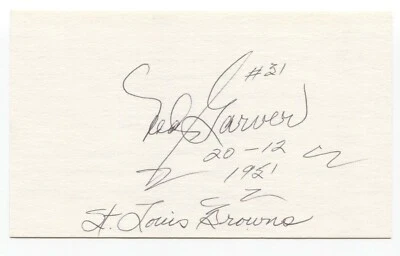 #31
Ned Garver
20-12
1951
St. Louis Browns